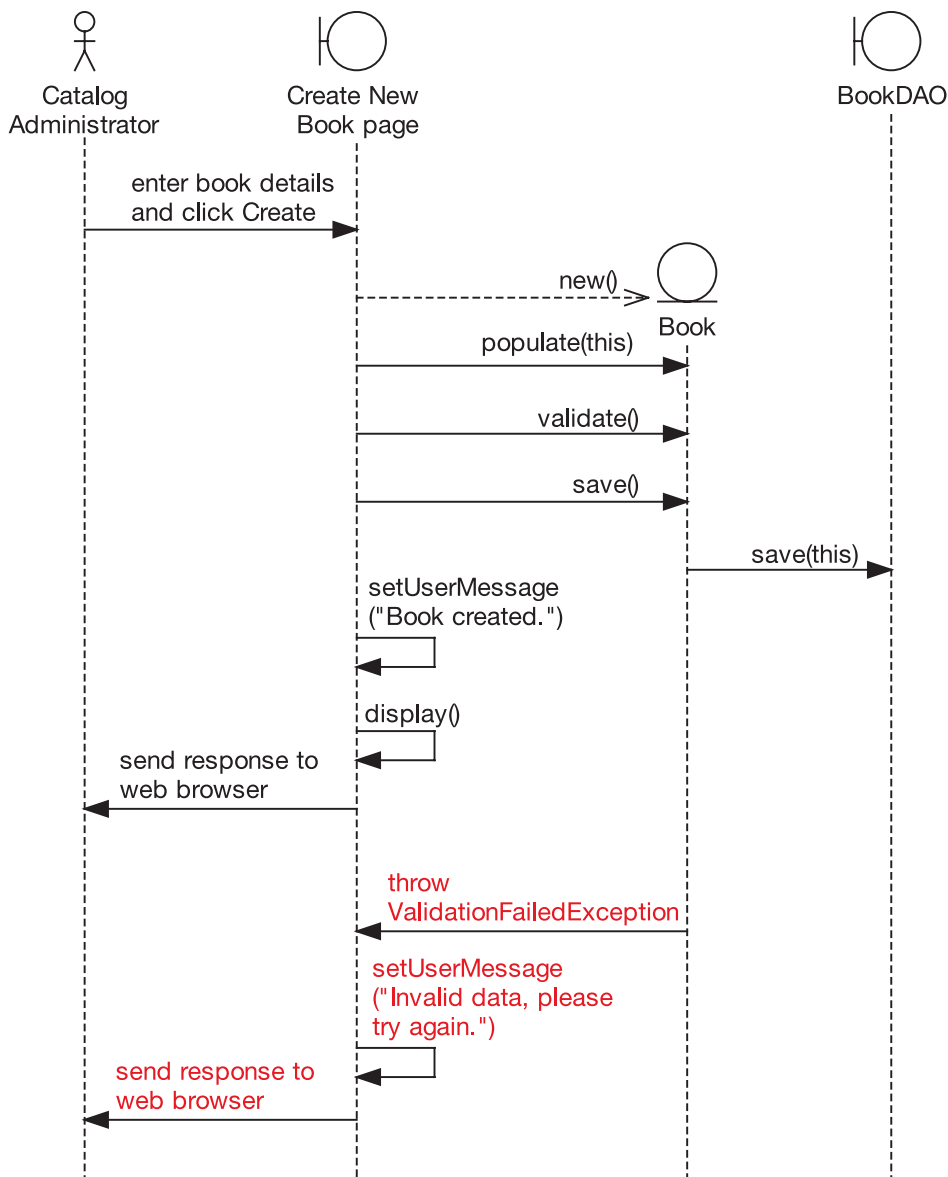 Catalog
Administrator
Create New
Book page
BookDAO
enter book details
and click Create
new()
Book
populate(this)
validate()
save()
save(this)
setUserMessage
("Book created.")
display()
send response to
web browser
throw
ValidationFailedException
setUserMessage
("Invalid data, please
try again.")
send response to
web browser